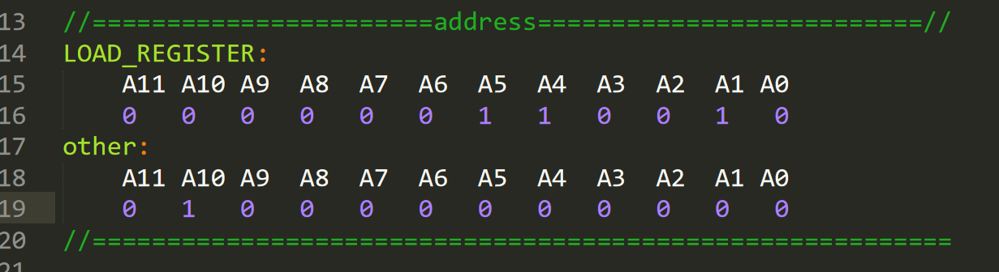 13 //=======================address==========================//
14 LOAD_REGISTER:
15 A11 A10 A9 A8 A7 A6 A5 A4 A3 A2 A1 A0
16 0 0 0 0 0 0 1 1 0 0 1 0
17 other:
18 A11 A10 A9 A8 A7 A6 A5 A4 A3 A2 A1 A0
19 0 1 0 0 0 0 0 0 0 0 0 0
20 //==========================================================
21